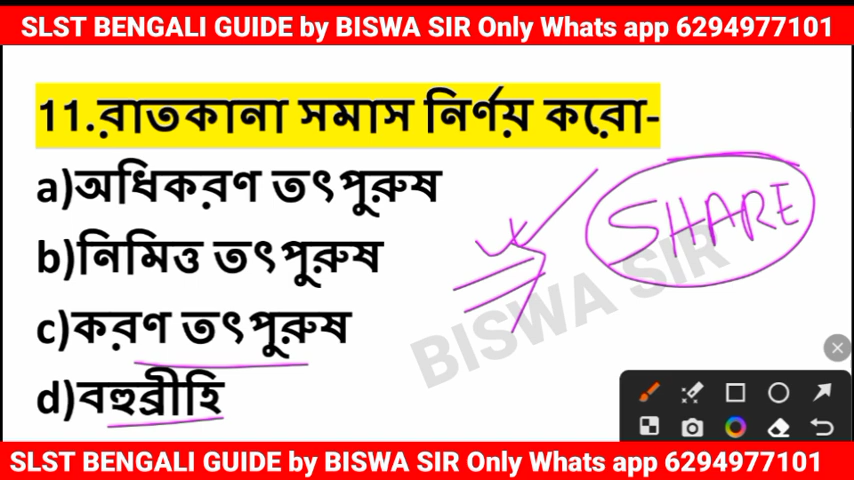 SLST BENGALI GUIDE by BISWA SIR Only Whats app 6294977101
11.রাতকানা সমাস নির্ণয় করো-
a)অধিকরণ তৎপুরুষ
b)নিমিত্ত তৎপুরুষ
c)করণ তৎপুরুষ
d)বহুব্রীহি
SHARE
BISWA SIR
SLST BENGALI GUIDE by BISWA SIR Only Whats app 6294977101